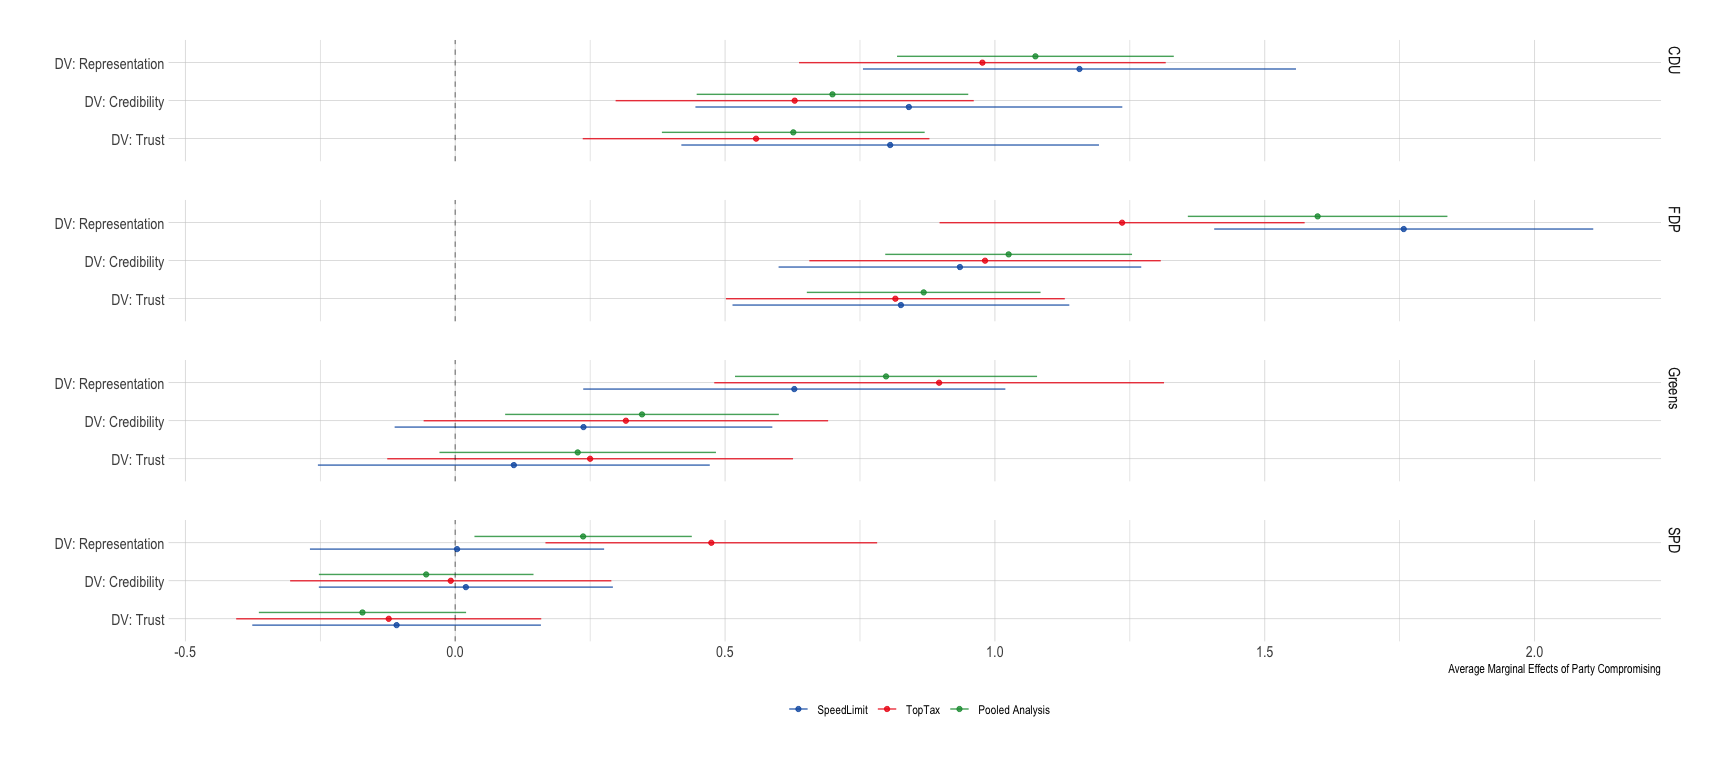 CDU
DV: Representation
DV: Credibility
DV: Trust
FDP
DV: Representation
DV: Credibility
DV: Trust
Greens
DV: Representation
DV: Credibility
DV: Trust
SPD
DV: Representation
DV: Credibility
DV: Trust
-0.5 0.0 0.5 1.0 1.5 2.0
Average Marginal Effects of Party Compromising
SpeedLimit TopTax Pooled Analysis